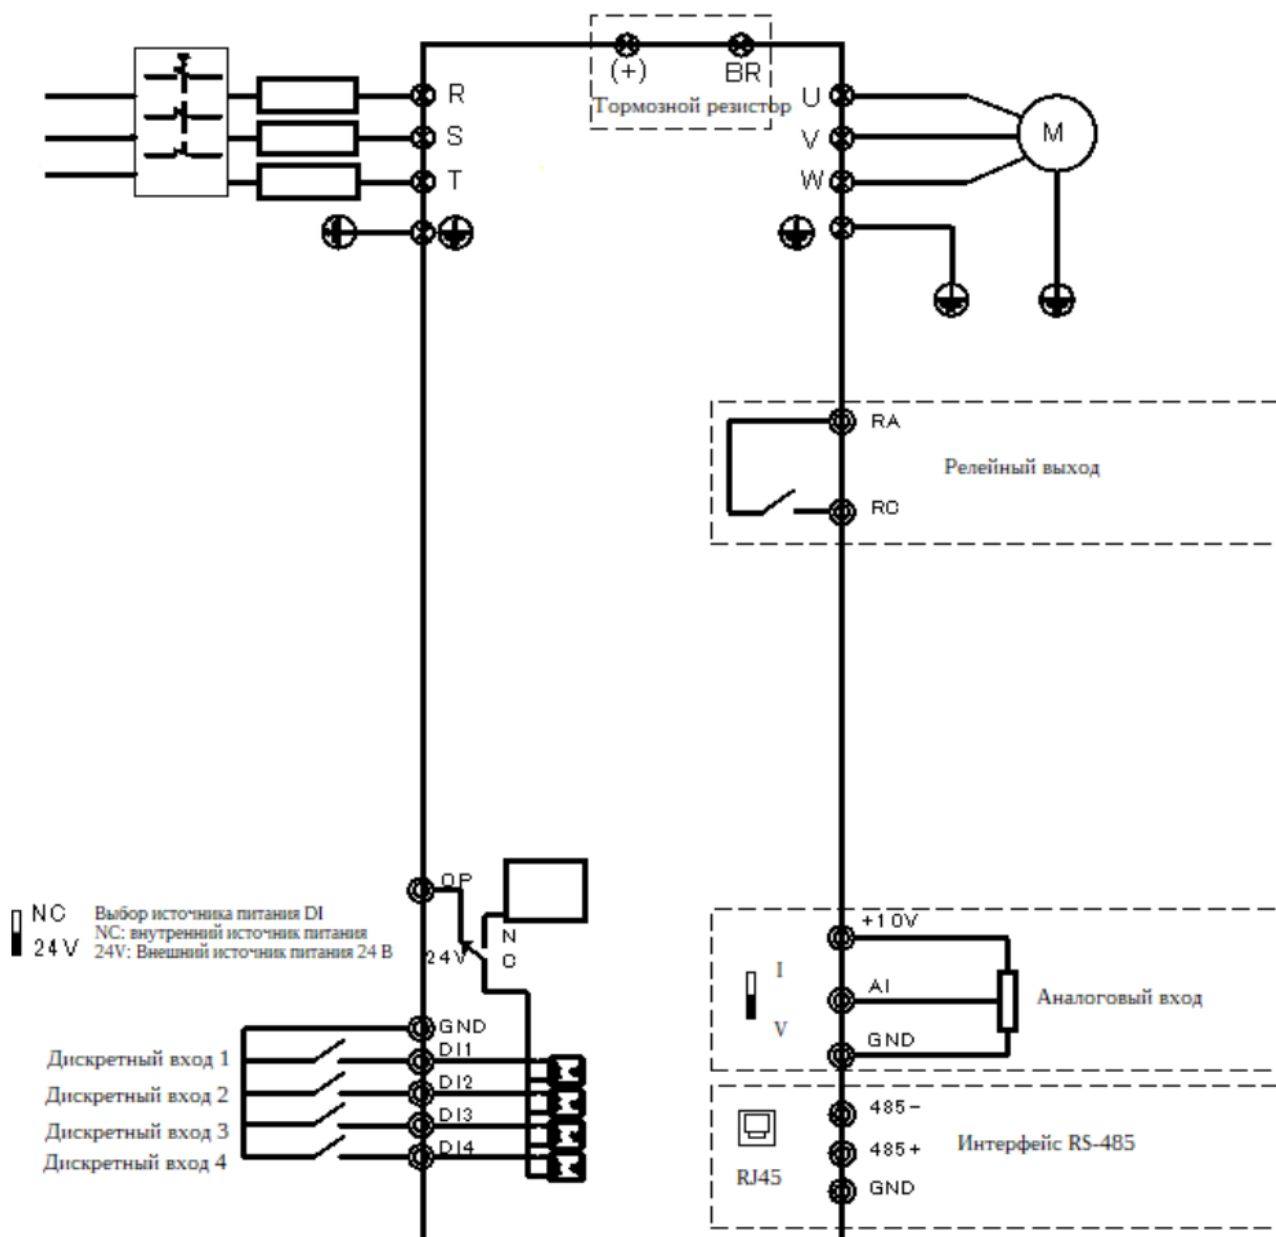 (+)
BR
Тормозной резистор
R
S
T
U
V
W
M
RA
Релейный выход
RC
NC
24V
Выбор источника питания DI
NC: внутренний источник питания
24V: Внешний источник питания 24 В
OP
24V
N
C
GND
DI1
DI2
DI3
DI4
Дискретный вход 1
Дискретный вход 2
Дискретный вход 3
Дискретный вход 4
+10V
I
AI
V
GND
Аналоговый вход
485-
485+
GND
RJ45
Интерфейс RS-485